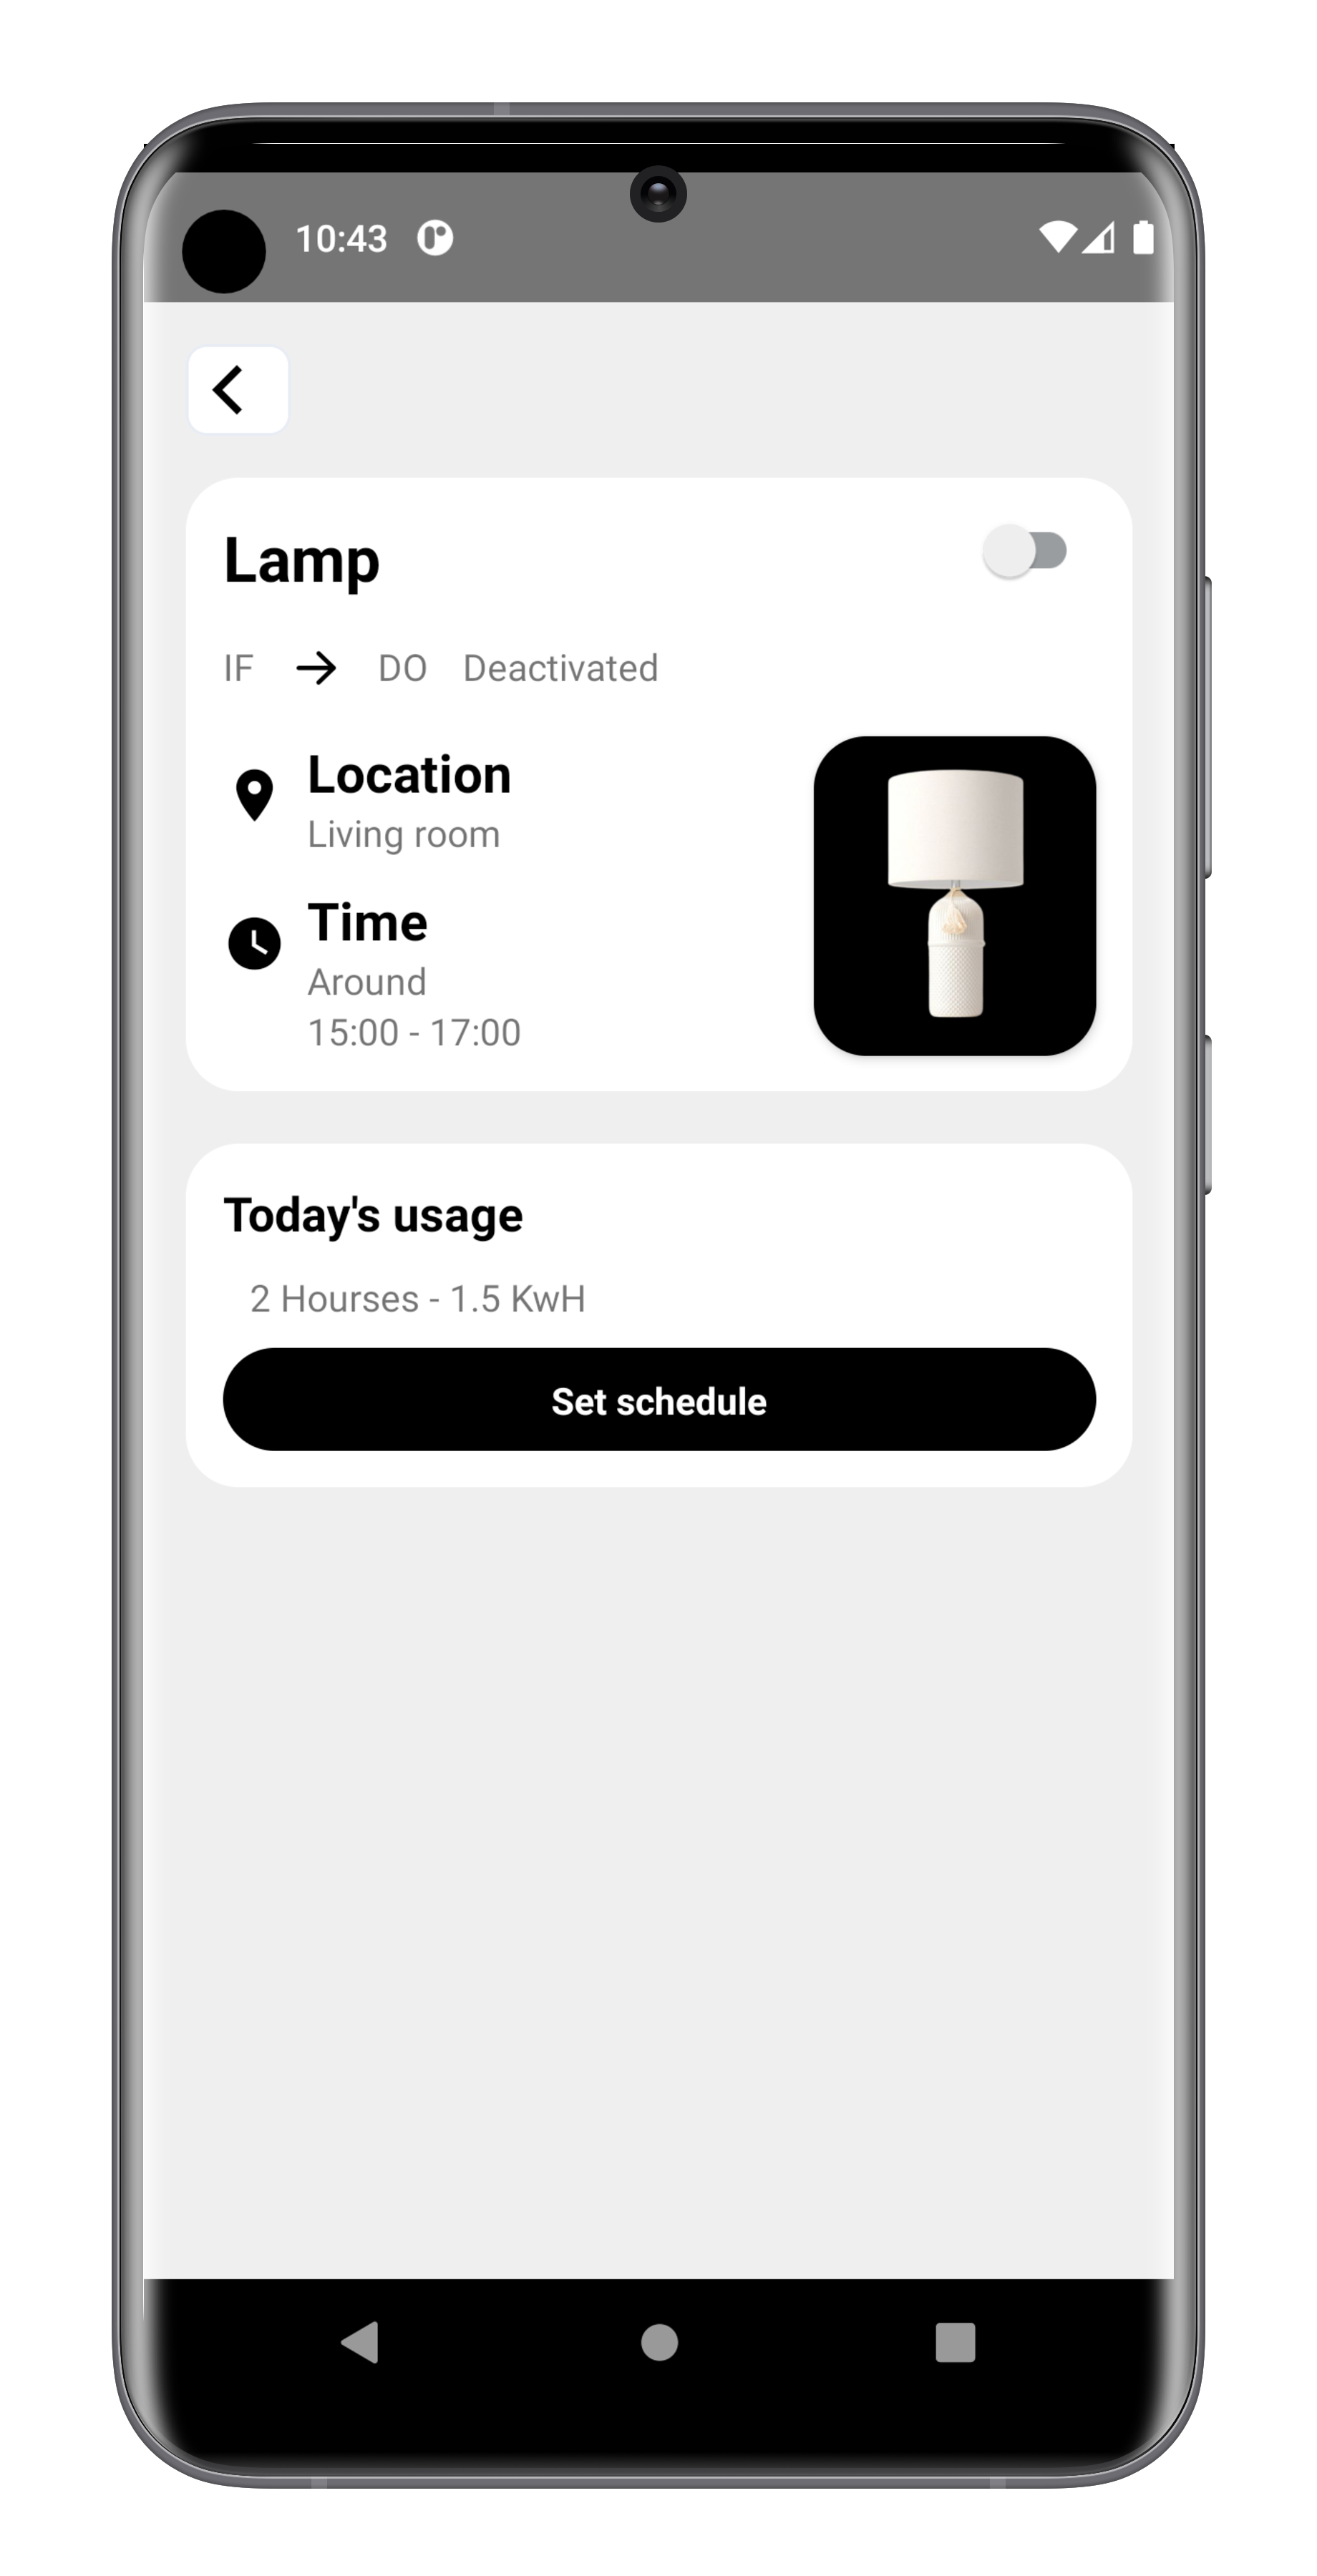 10:43
Lamp
IF DO Deactivated
Location
Living room
Time
Around
15:00 - 17:00
Today's usage
2 Hourses - 1.5 KwH
Set schedule